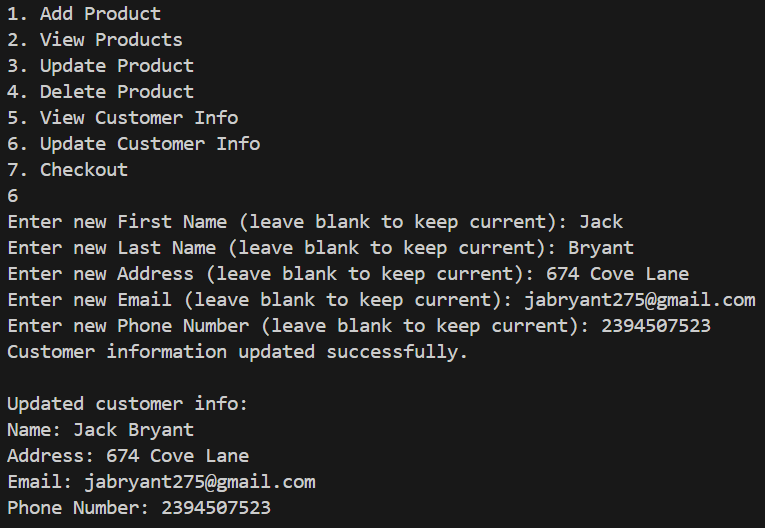 1. Add Product
2. View Products
3. Update Product
4. Delete Product
5. View Customer Info
6. Update Customer Info
7. Checkout
6
Enter new First Name (leave blank to keep current): Jack
Enter new Last Name (leave blank to keep current): Bryant
Enter new Address (leave blank to keep current): 674 Cove Lane
Enter new Email (leave blank to keep current): jabryant275@gmail.com
Enter new Phone Number (leave blank to keep current): 2394507523
Customer information updated successfully.
Updated customer info:
Name: Jack Bryant
Address: 674 Cove Lane
Email: jabryant275@gmail.com
Phone Number: 2394507523